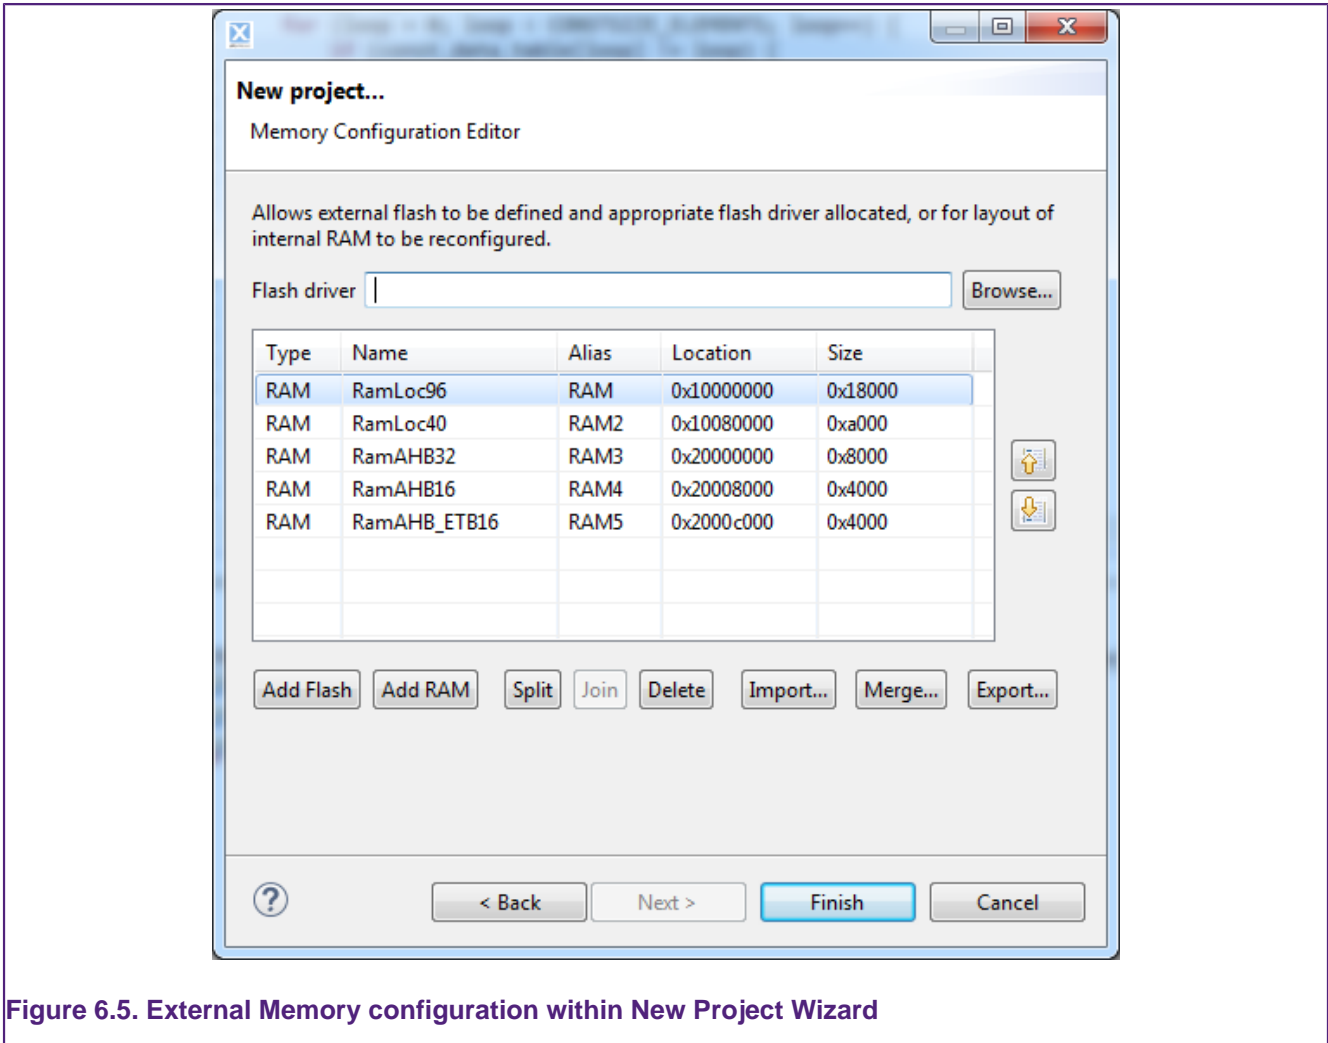 New project...
Memory Configuration Editor
Allows external flash to be defined and appropriate flash driver allocated, or for layout of
internal RAM to be reconfigured.
Flash driver Browse...
Type Name Alias Location Size
RAM RamLoc96 RAM 0x10000000 0x18000
RAM RamLoc40 RAM2 0x10080000 0xa000
RAM RamAHB32 RAM3 0x20000000 0x8000
RAM RamAHB16 RAM4 0x20008000 0x4000
RAM RamAHB_ETB16 RAM5 0x2000c000 0x4000
Add Flash Add RAM Split Join Delete Import... Merge... Export...
< Back Next > Finish Cancel
Figure 6.5. External Memory configuration within New Project Wizard